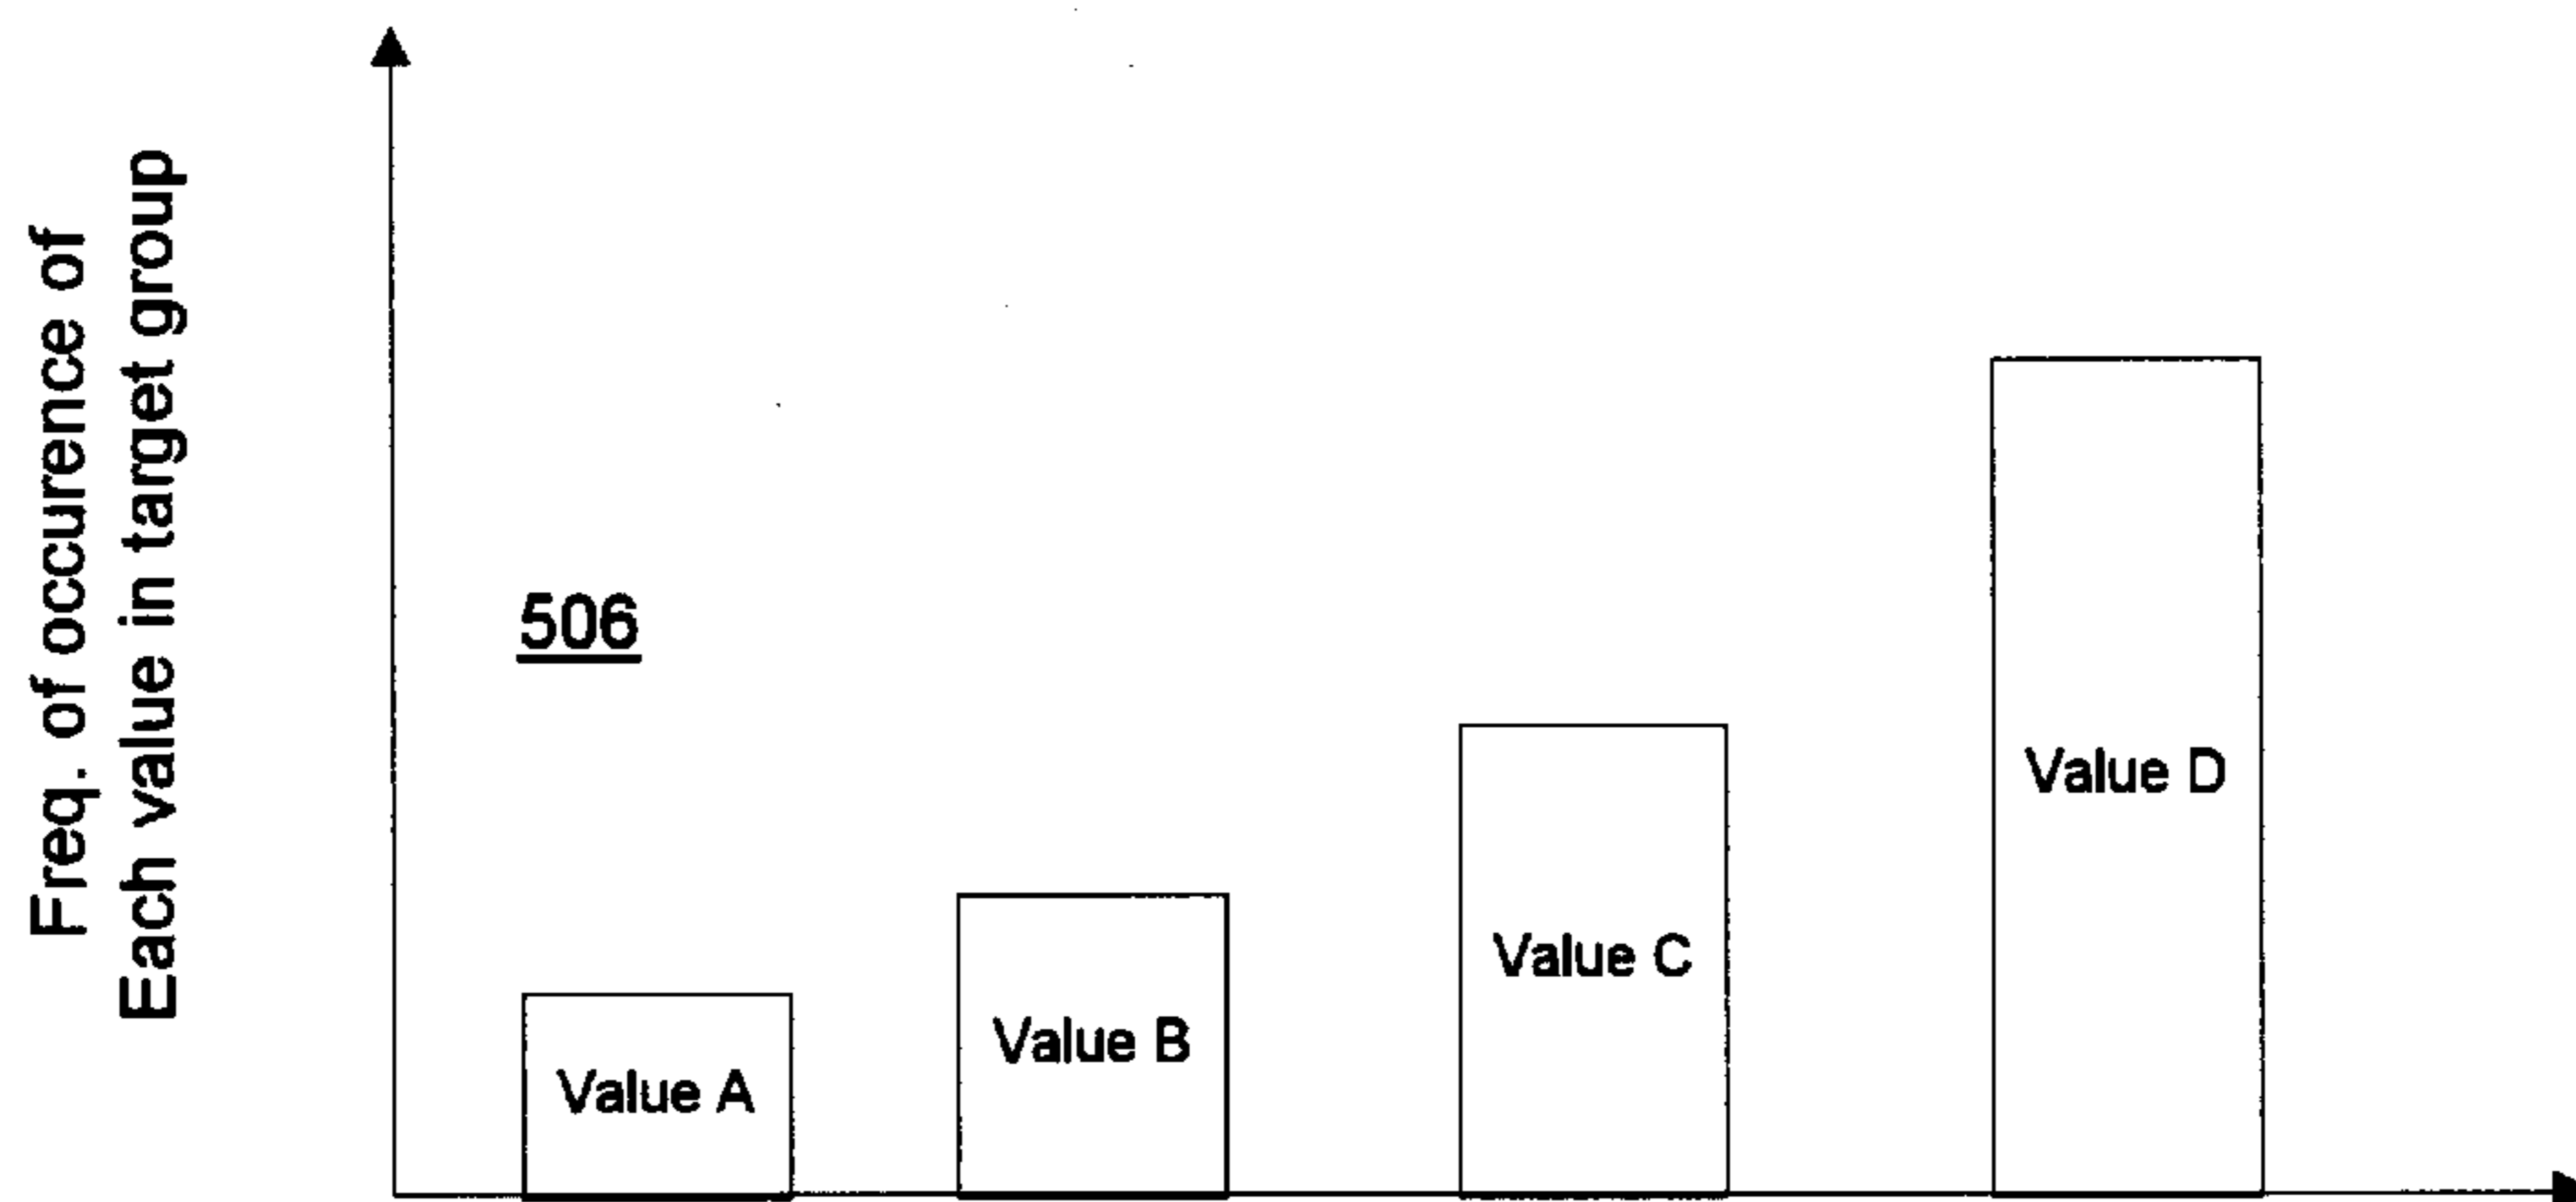 Freq. of occurence of
Each value in target group
506
Value A
Value B
Value C
Value D